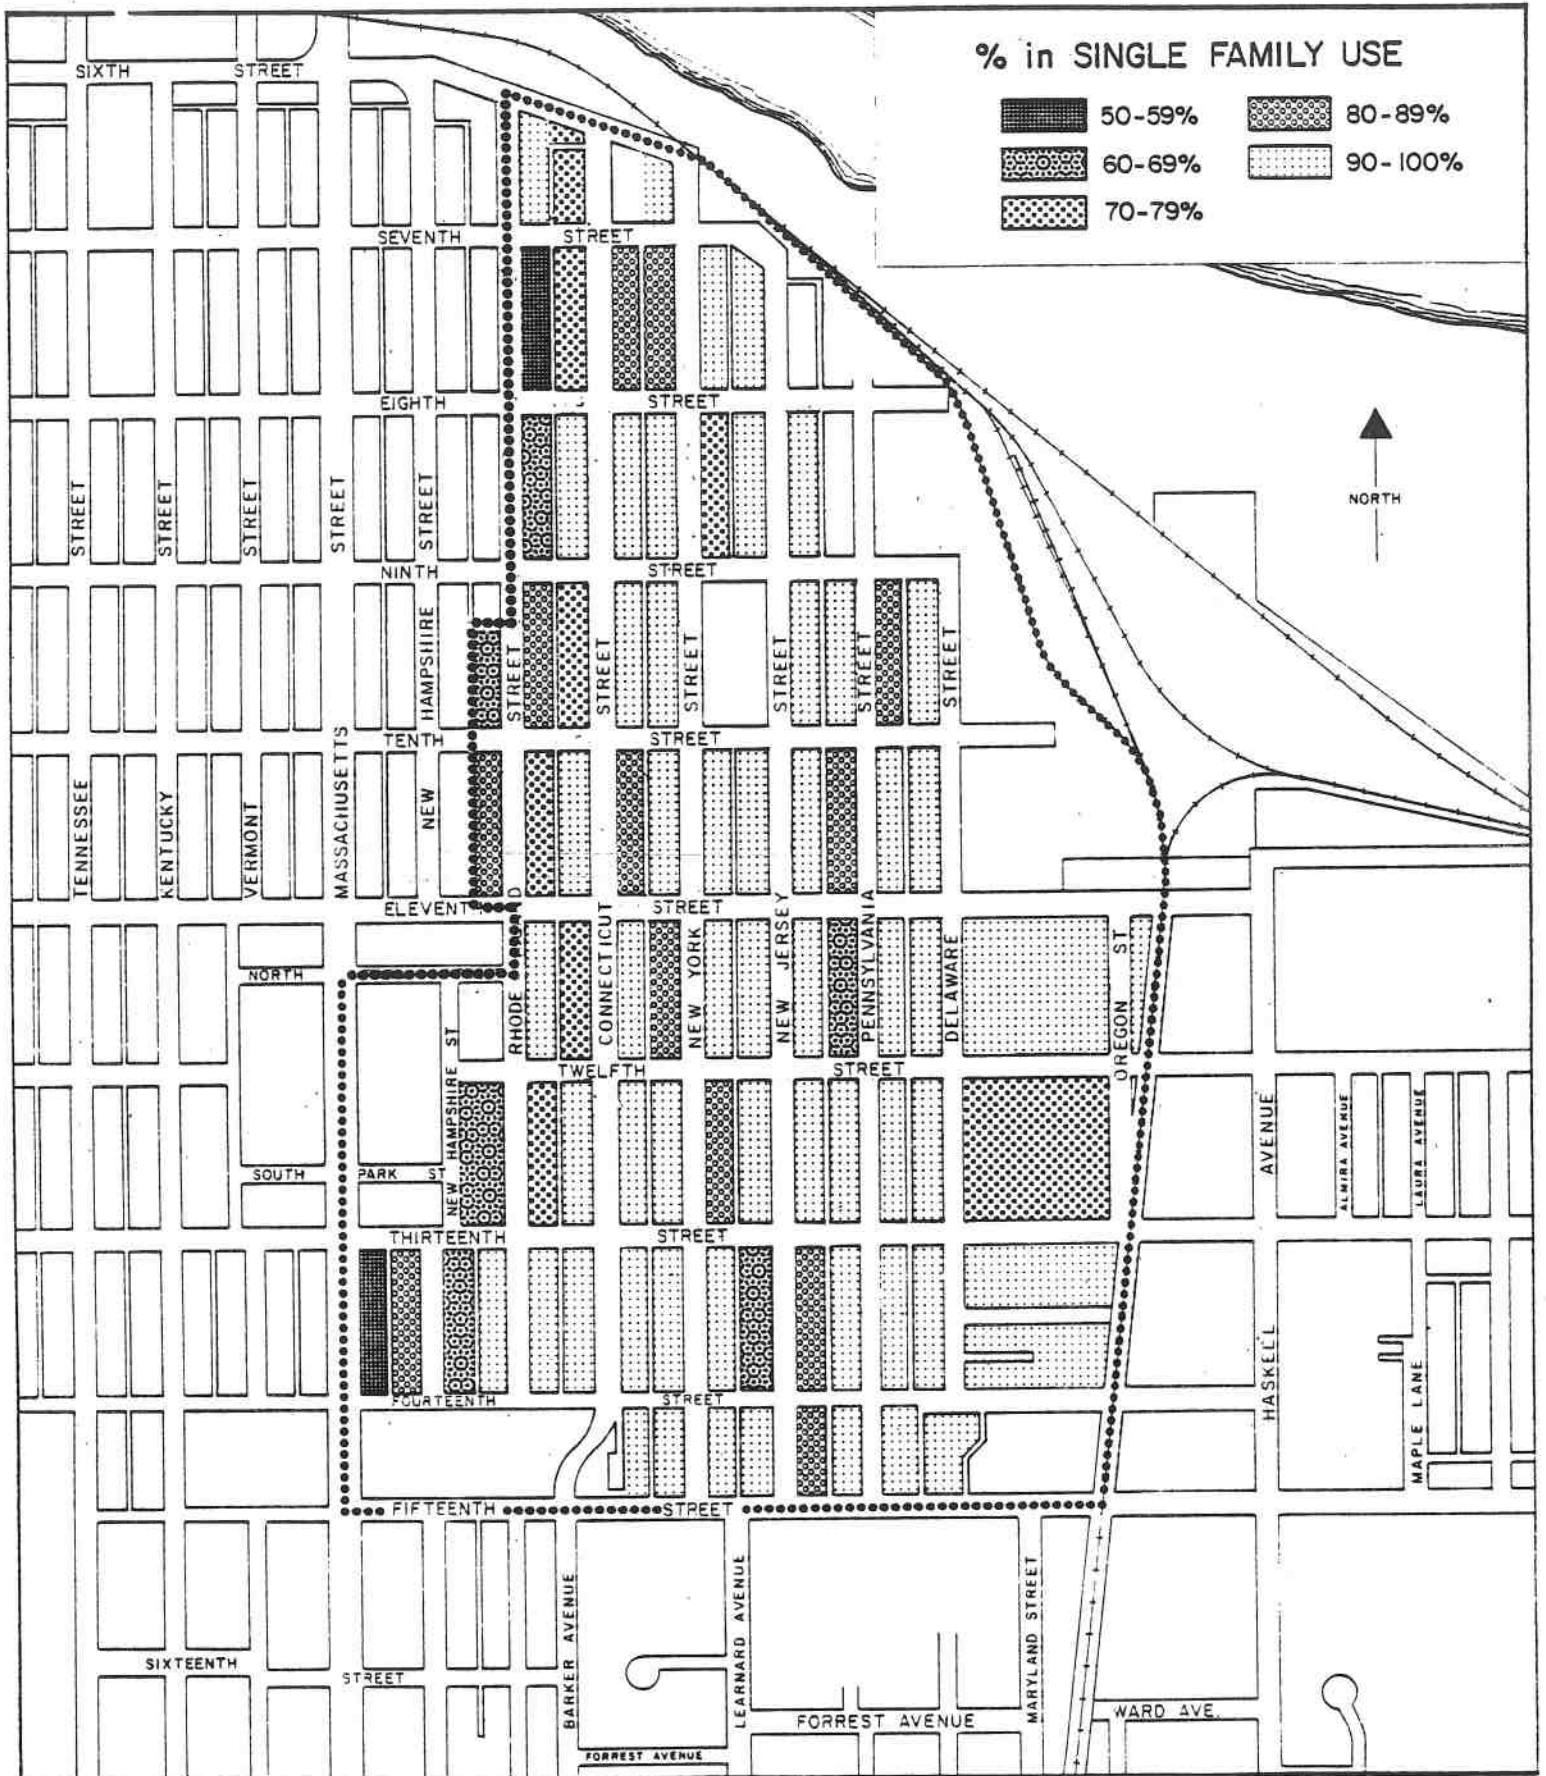 % in SINGLE FAMILY USE
50-59%
80-89%
60-69%
90-100%
70-79%
SIXTH STREET
SEVENTH STREET
EIGHTH STREET
NORTH
STREET
STREET
STREET
STREET
STREET
NINTH STREET
HAMPSHIRE
STREET
STREET
STREET
STREET
STREET
STREET
TENTH STREET
TENNESSEE
KENTUCKY
VERMONT
MASSACHUSETTS
NEW
ELEVENTH STREET
RHODE
CONNECTICUT
NEW YORK
NEW JERSEY
PENNSYLVANIA
DELAWARE
OREGON ST
NORTH
TWELFTH STREET
NEW HAMPSHIRE ST
AVENUE
ALMIRA AVENUE
LAURA AVENUE
SOUTH PARK ST
THIRTEENTH STREET
HASKELL
MAPLE LANE
FOURTEENTH STREET
FIFTEENTH STREET
BARKER AVENUE
LEARNARD AVENUE
MARYLAND STREET
SIXTEENTH STREET
FORREST AVENUE
WARD AVE.
FORREST AVENUE